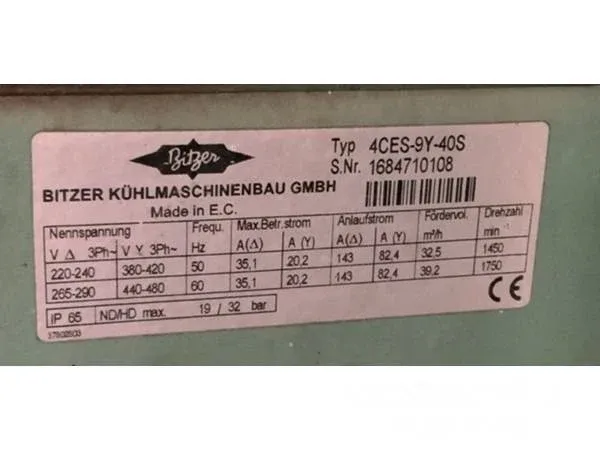 Bitzer
Typ 4CES-9Y-40S
S.Nr. 1684710108
BITZER KÜHLMASCHINENBAU GMBH
Made in E.C.
Nennspannung Frequ. Max.Betr.strom Anlaufstrom Fördervol. Drehzahl
V Δ 3Ph~ V Y 3Ph~ Hz A(Δ) A (Y) A(Δ) A (Y) m³/h min
220-240 380-420 50 35,1 20,2 143 82,4 32,5 1450
265-290 440-480 60 35,1 20,2 143 82,4 39,2 1750
IP 65 ND/HD max. 19 / 32 bar
CE
37902603